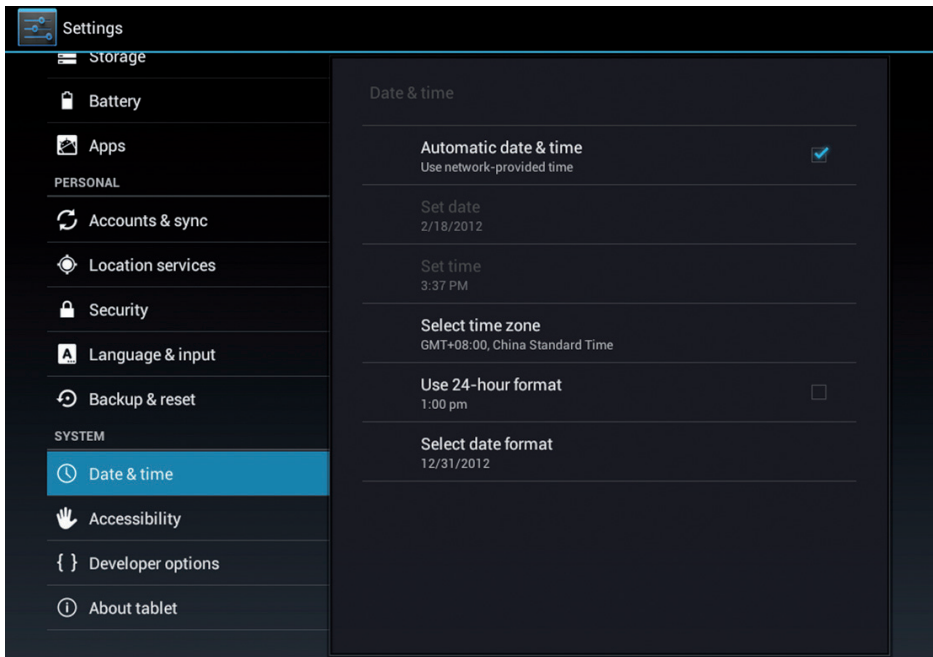 Settings
Storage
Battery
Apps
PERSONAL
Accounts & sync
Location services
Security
Language & input
Backup & reset
SYSTEM
Date & time
Accessibility
{ } Developer options
About tablet
Date & time
Automatic date & time
Use network-provided time
Set date
2/18/2012
Set time
3:37 PM
Select time zone
GMT+08:00, China Standard Time
Use 24-hour format
1:00 pm
Select date format
12/31/2012